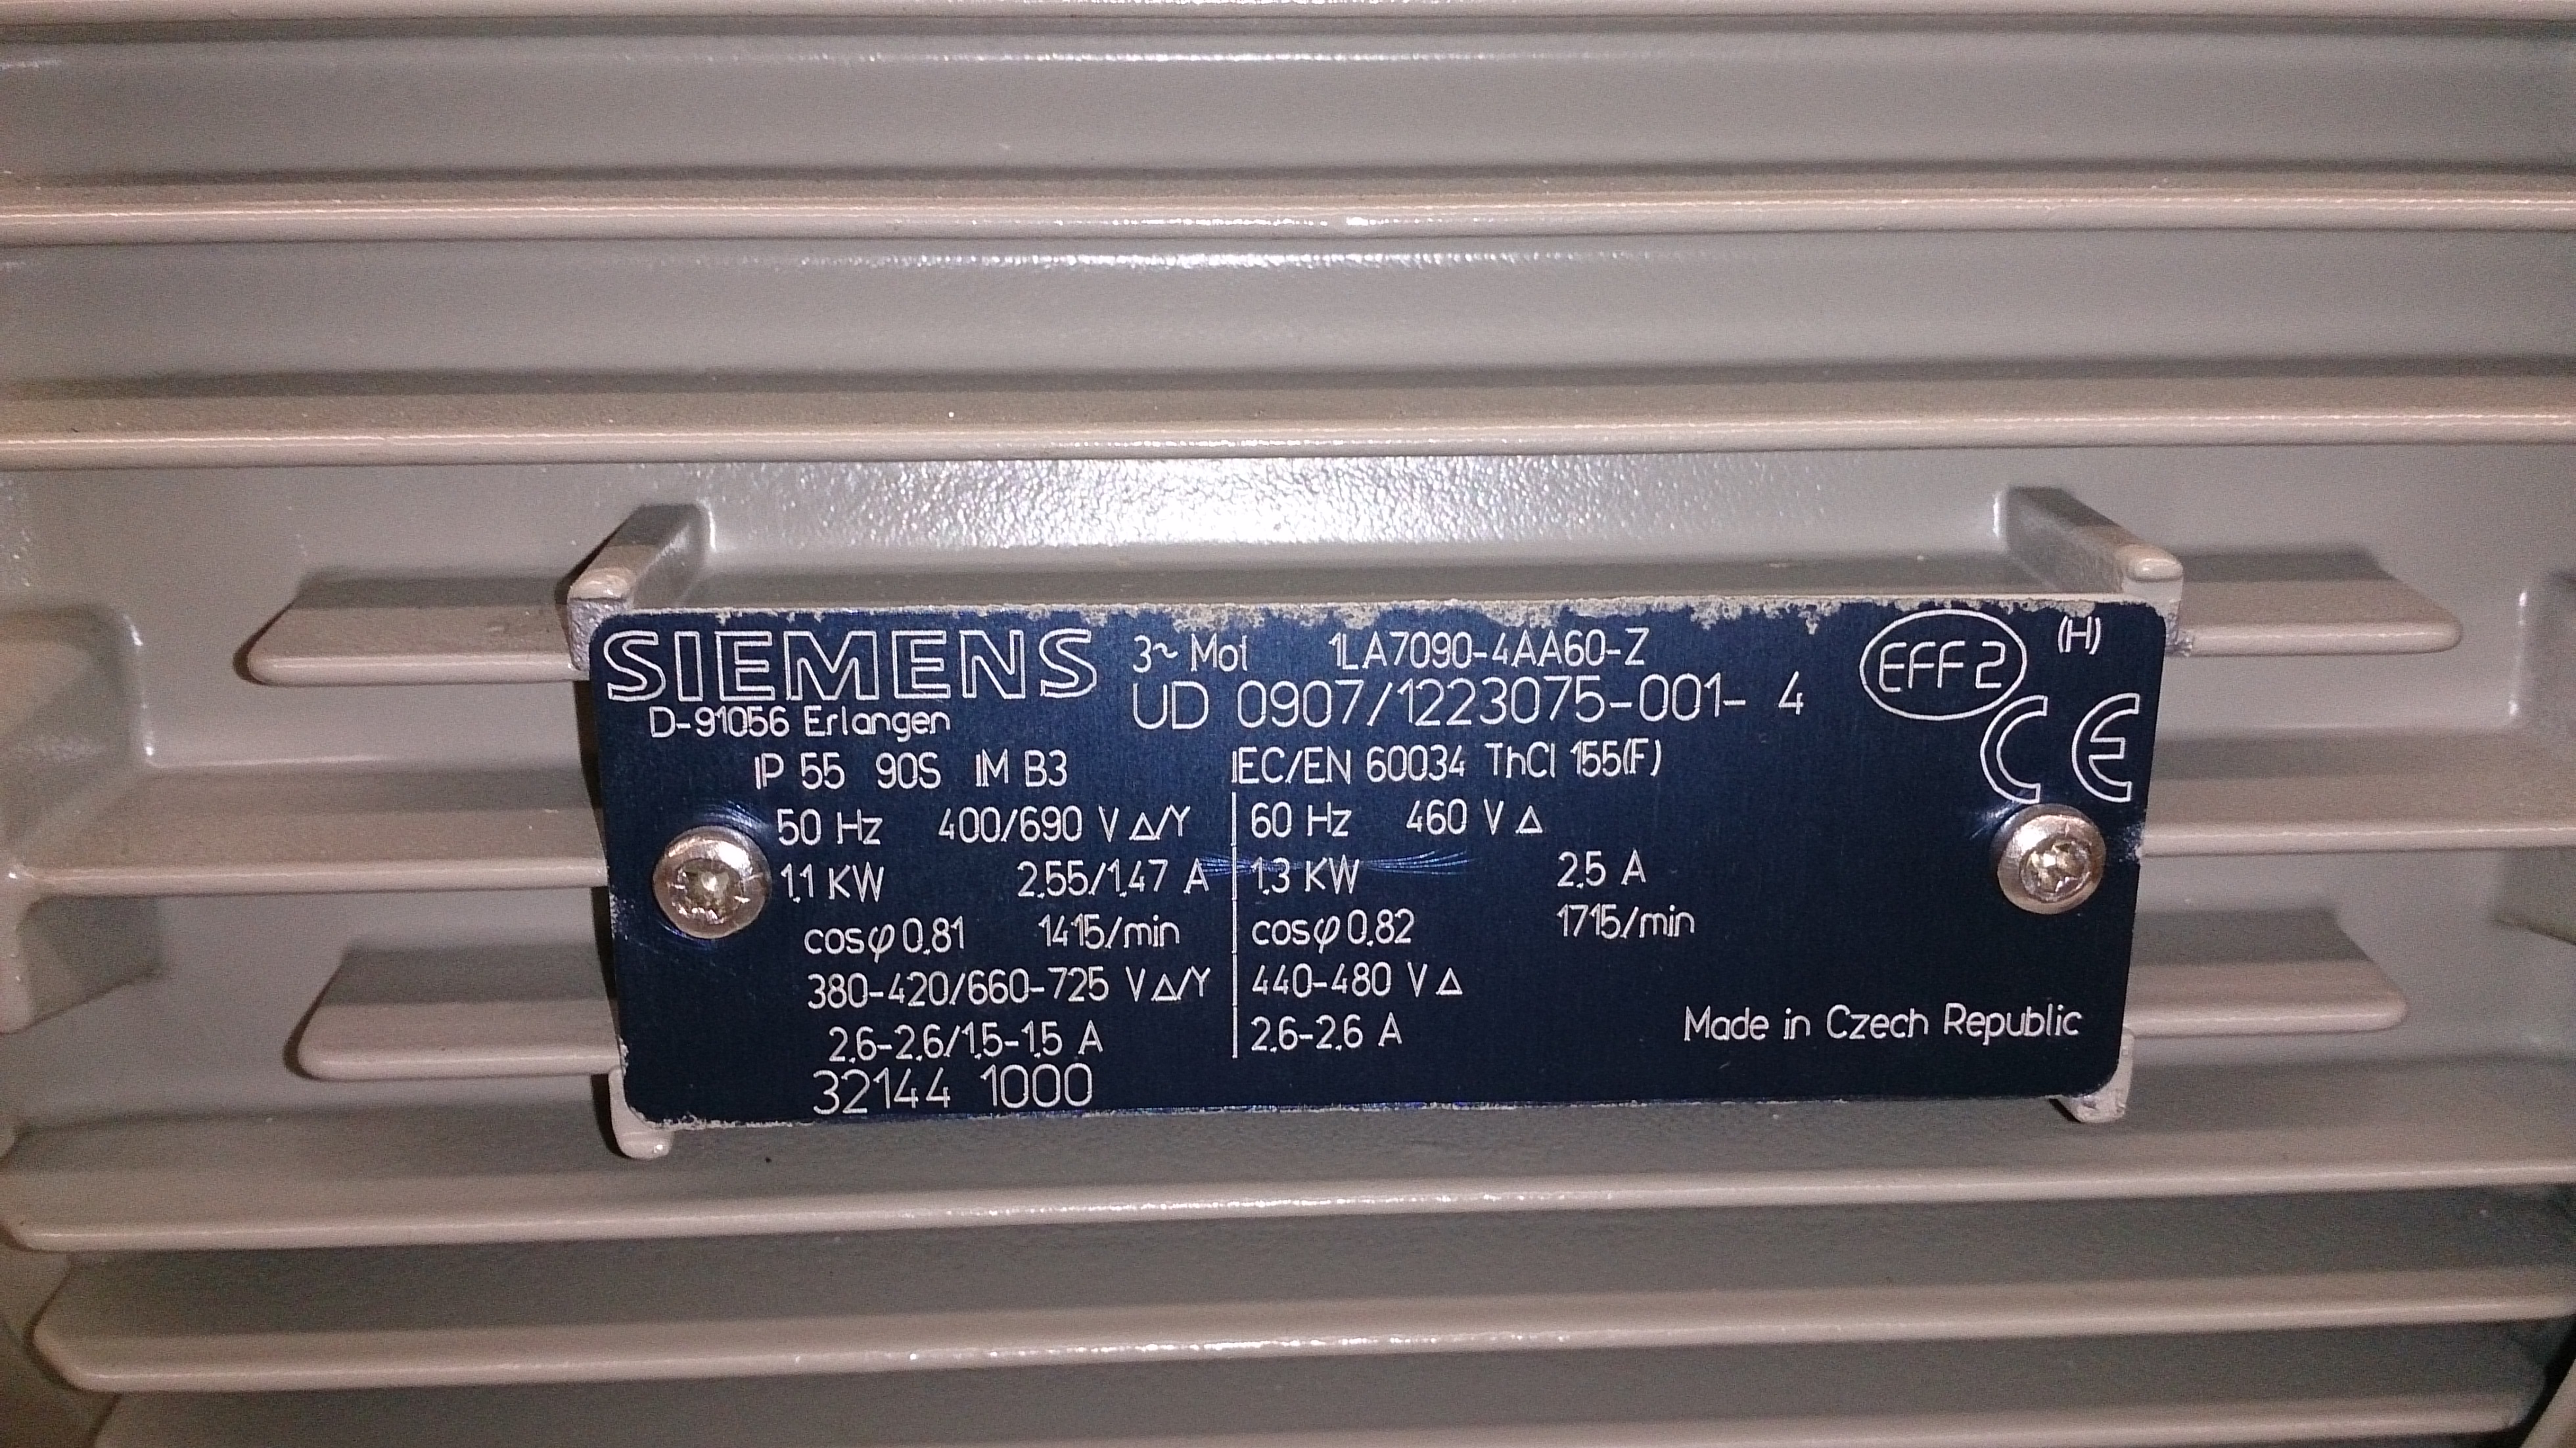 SIEMENS
D-91056 Erlangen
3~ Mot 1LA7090-4AA60-Z
UD 0907/1223075-001- 4
EFF 2
(H)
CE
IP 55 90S IM B3
IEC/EN 60034 ThCl 155(F)
50 Hz 400/690 V Δ/Y
1.1 KW 2.55/1.47 A
cosφ 0.81 1415/min
380-420/660-725 V Δ/Y
2.6-2.6/1.5-1.5 A
32144 1000
60 Hz 460 V Δ
1.3 KW 2.5 A
cosφ 0.82 1715/min
440-480 V Δ
2.6-2.6 A
Made in Czech Republic